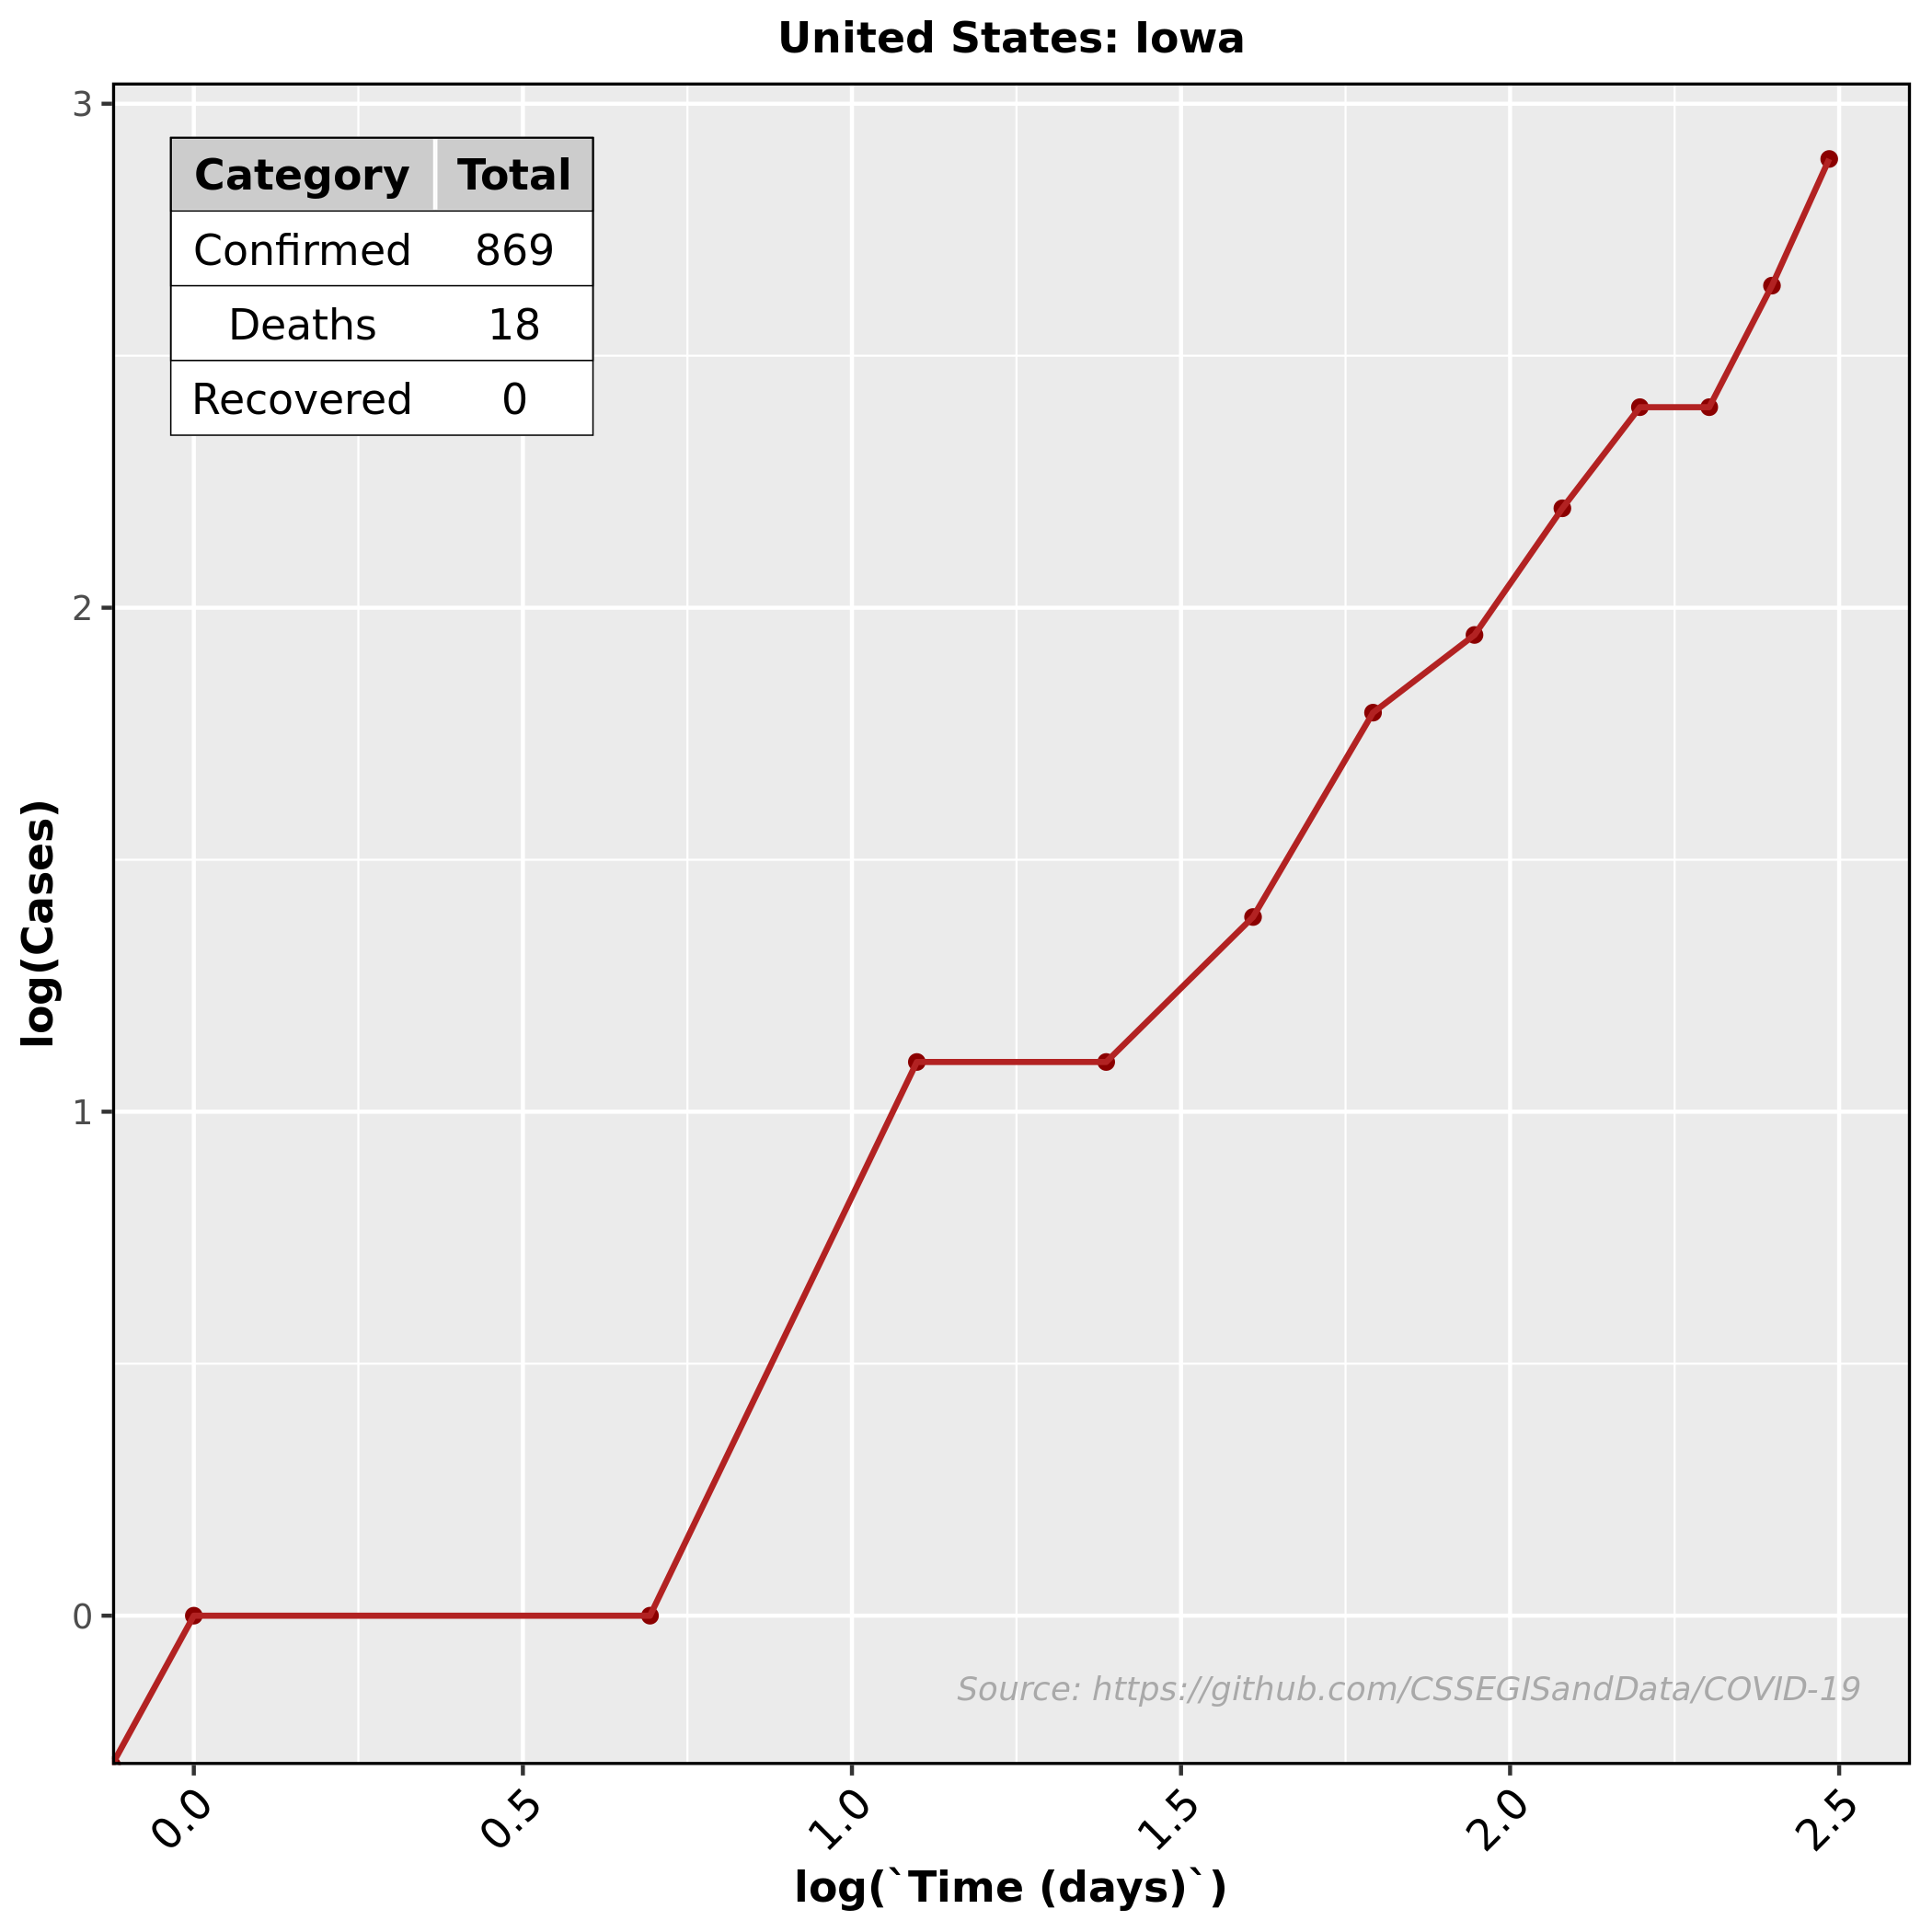 United States: Iowa
3
2
1
0
log(Cases)
Category Total
Confirmed 869
Deaths 18
Recovered 0
Source: https://github.com/CSSEGISandData/COVID-19
0.0 0.5 1.0 1.5 2.0 2.5
log(`Time (days)`)